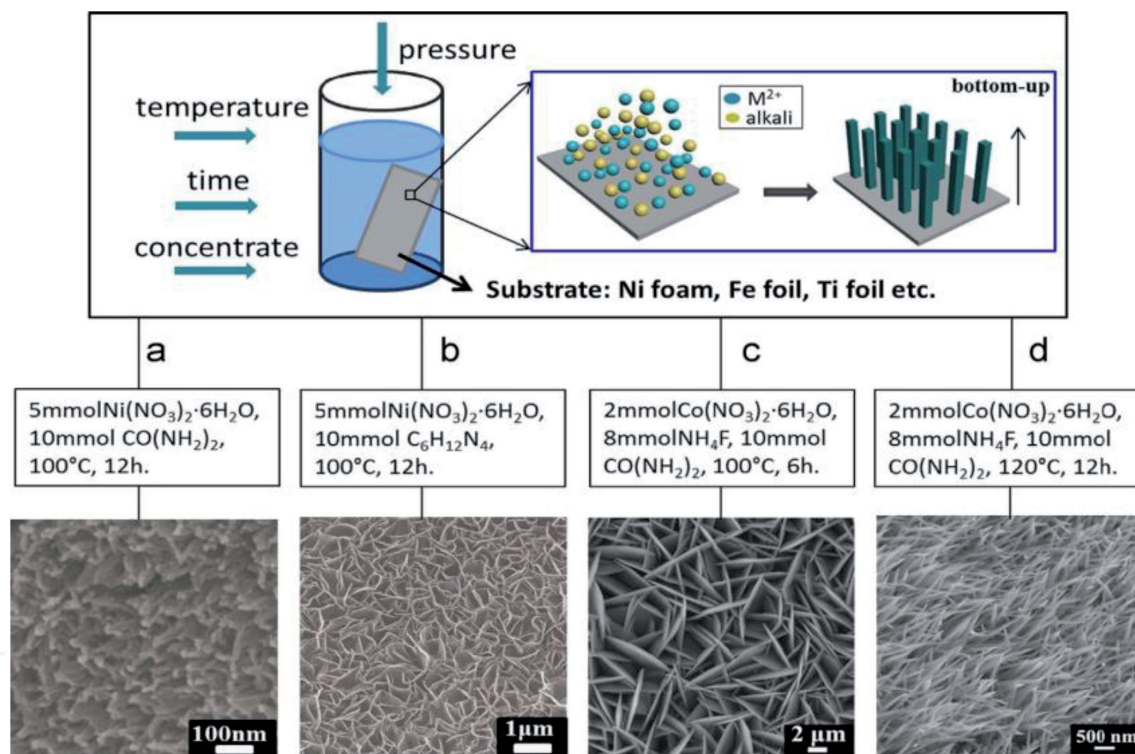 pressure
temperature
time
concentrate
M²⁺
alkali
bottom-up
Substrate: Ni foam, Fe foil, Ti foil etc.
a
5mmolNi(NO₃)₂·6H₂O,
10mmol CO(NH₂)₂,
100°C, 12h.
100nm
b
5mmolNi(NO₃)₂·6H₂O,
10mmol C₆H₁₂N₄,
100°C, 12h.
1μm
c
2mmolCo(NO₃)₂·6H₂O,
8mmolNH₄F, 10mmol
CO(NH₂)₂, 100°C, 6h.
2 μm
d
2mmolCo(NO₃)₂·6H₂O,
8mmolNH₄F, 10mmol
CO(NH₂)₂, 120°C, 12h.
500 nm